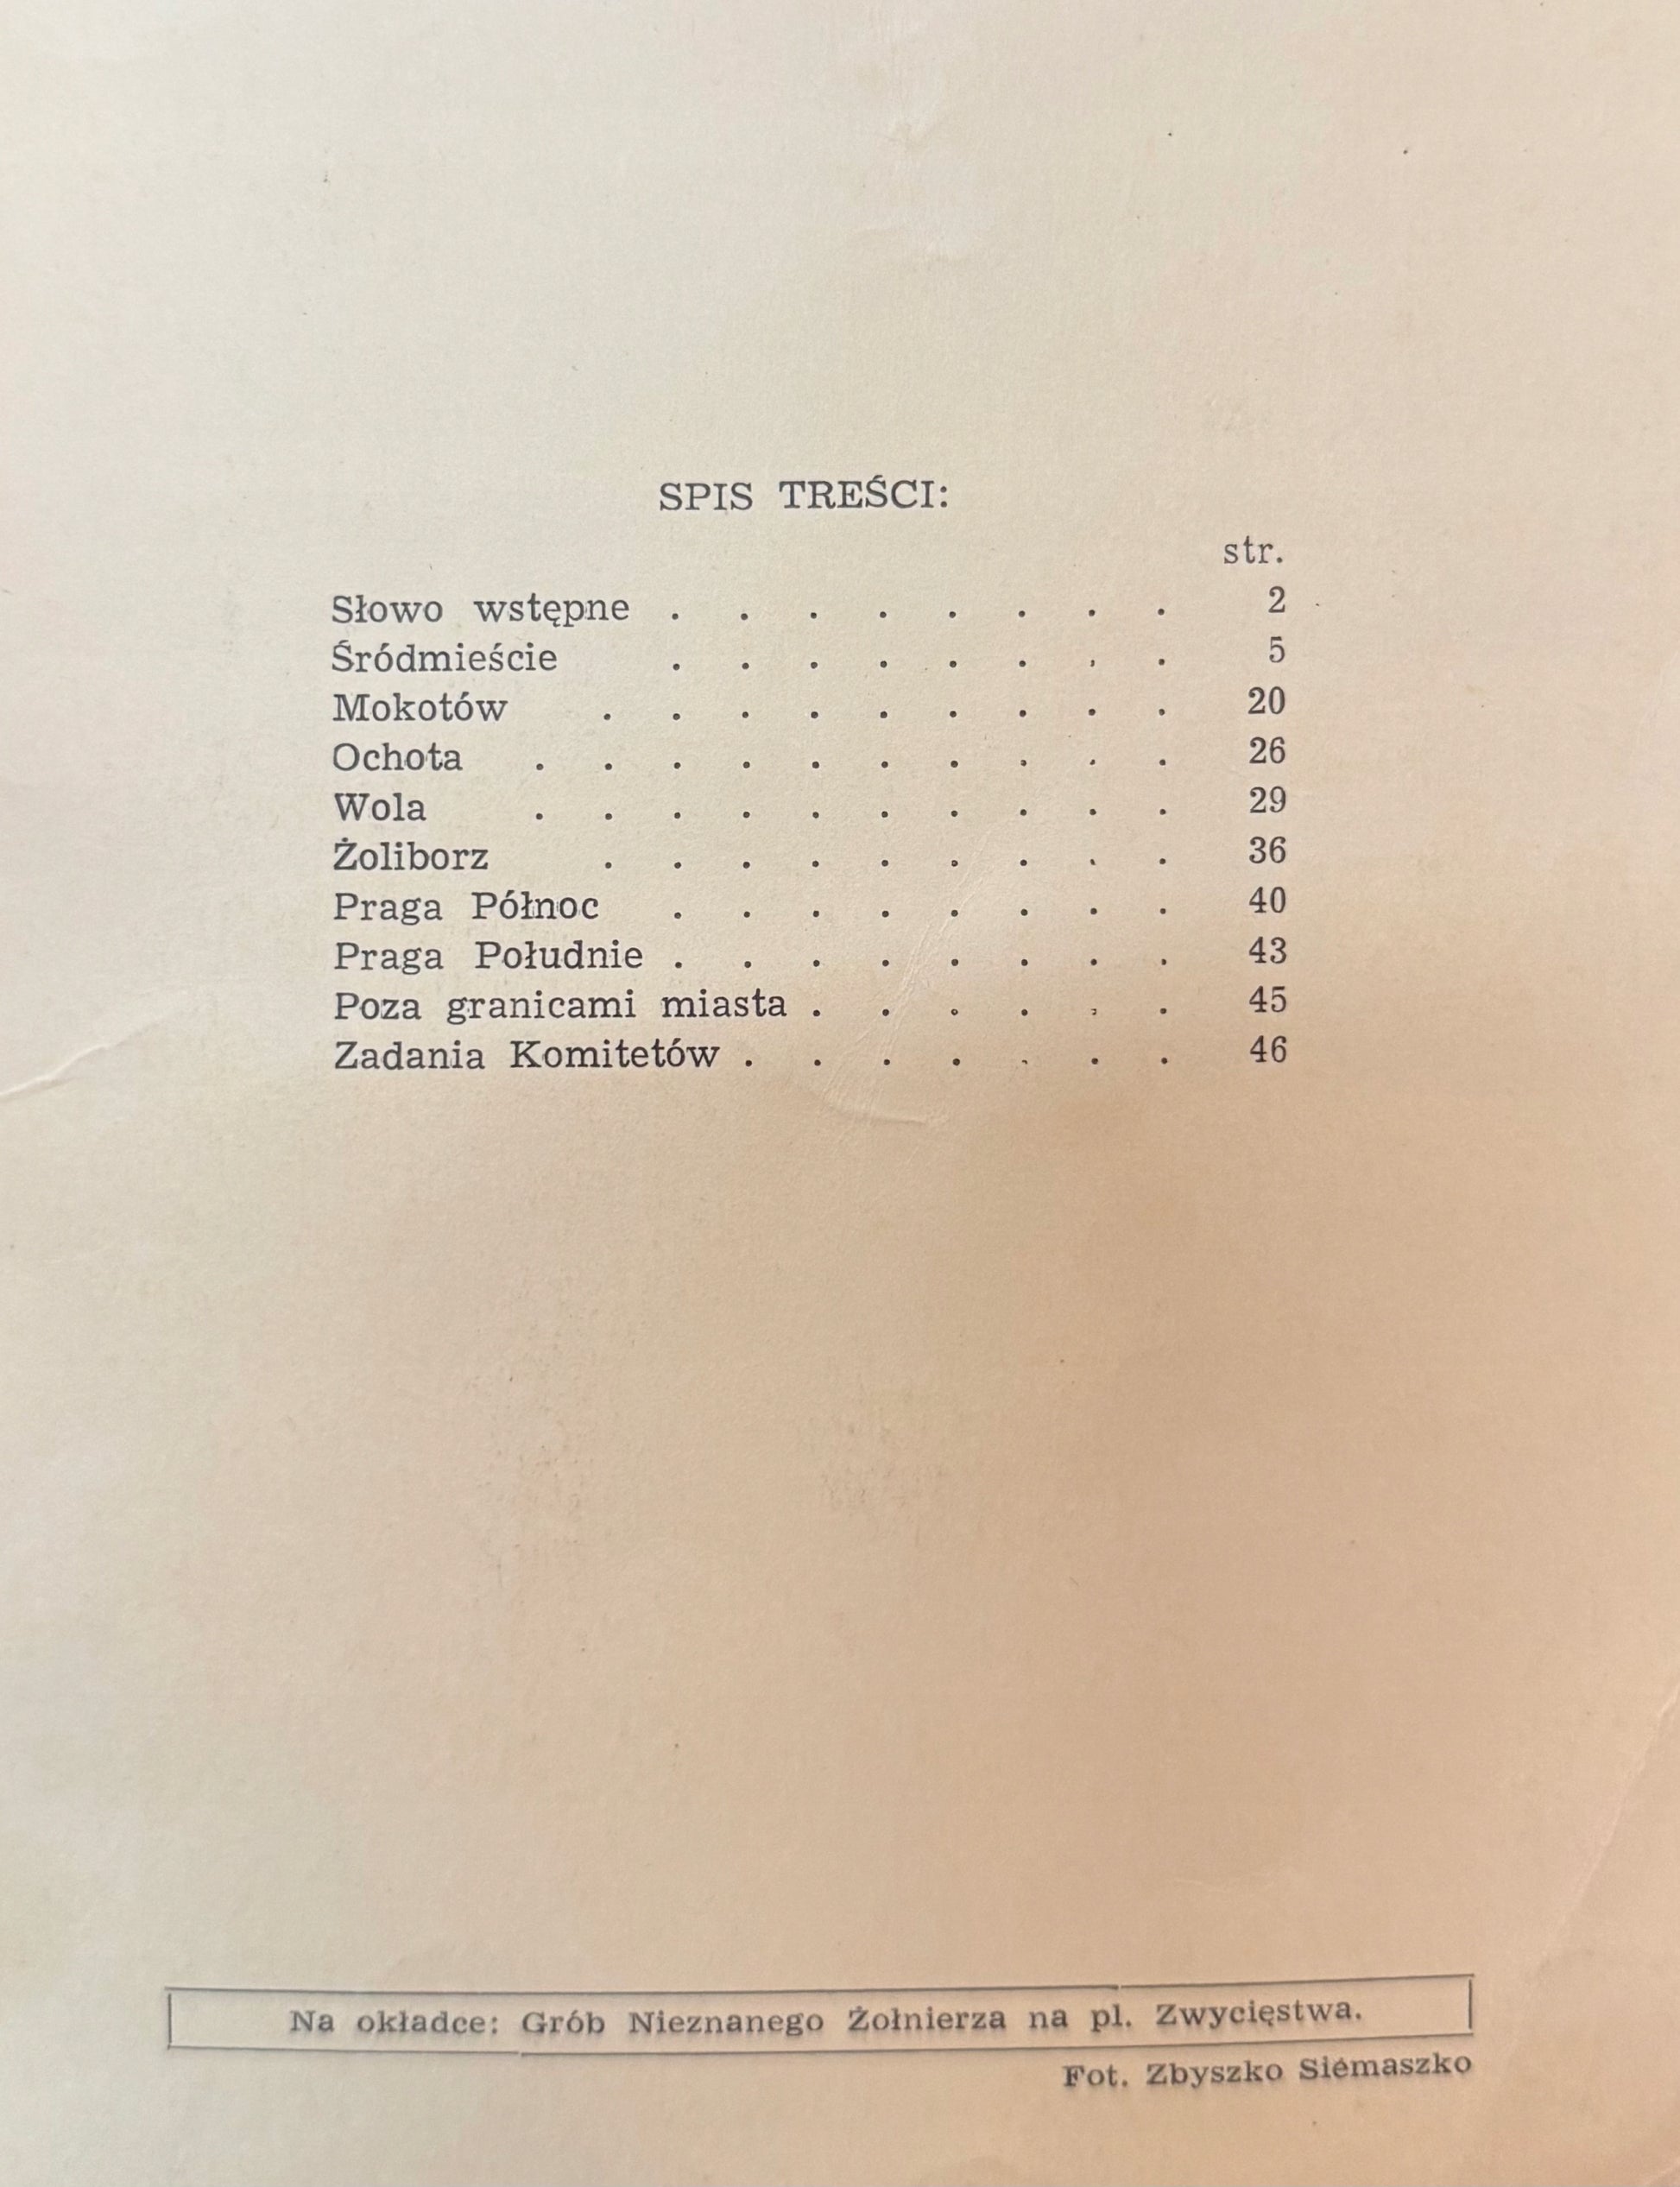 SPIS TREŚCI:
str.
Słowo wstępne . . . . . . . . 2
Śródmieście . . . . . . . . 5
Mokotów . . . . . . . . . 20
Ochota . . . . . . . . . . 26
Wola . . . . . . . . . . 29
Żoliborz . . . . . . . . . 36
Praga Północ . . . . . . . . 40
Praga Południe . . . . . . . . 43
Poza granicami miasta . . . . . . 45
Zadania Komitetów . . . . . . . 46
Na okładce: Grób Nieznanego Żołnierza na pl. Zwycięstwa.
Fot. Zbyszko Siemaszko